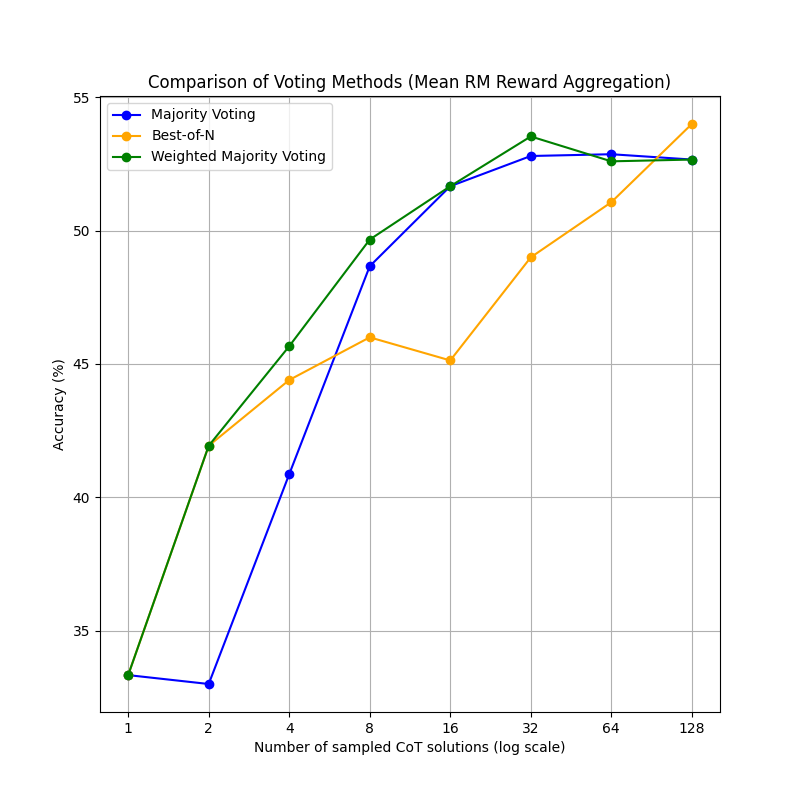 Comparison of Voting Methods (Mean RM Reward Aggregation)
Majority Voting
Best-of-N
Weighted Majority Voting
55
50
45
40
35
Accuracy (%)
1 2 4 8 16 32 64 128
Number of sampled CoT solutions (log scale)